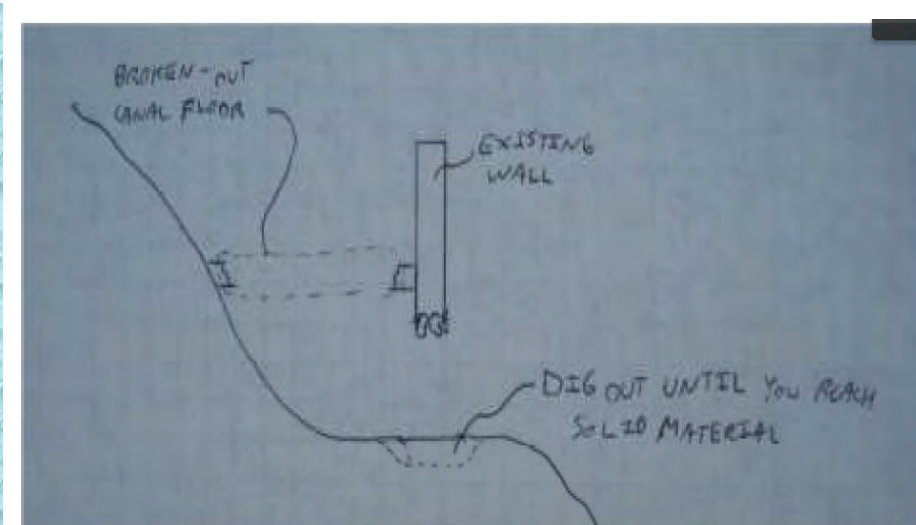 BROKEN-OUT
CANAL FLOOR
EXISTING
WALL
DIG OUT UNTIL YOU REACH
SOLID MATERIAL